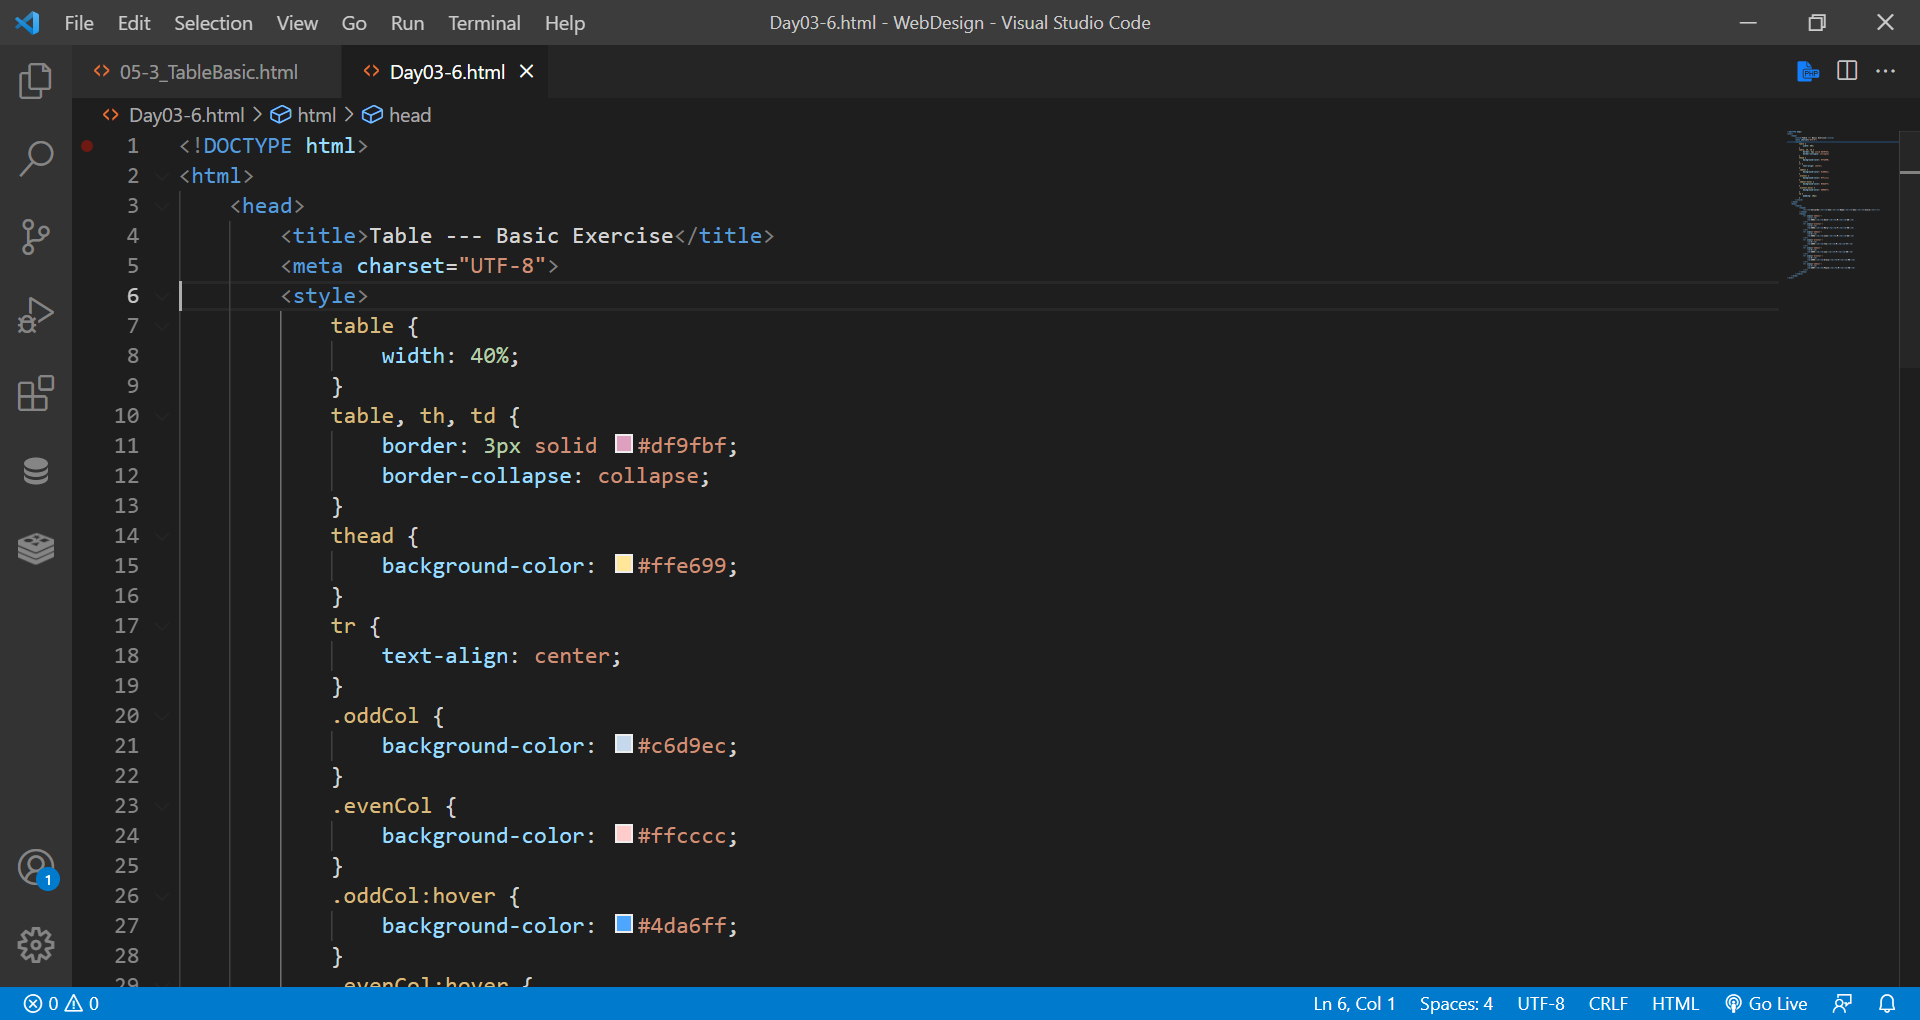 File Edit Selection View Go Run Terminal Help Day03-6.html - WebDesign - Visual Studio Code
05-3_TableBasic.html Day03-6.html
Day03-6.html > html > head
1 <!DOCTYPE html>
2 <html>
3 <head>
4 <title>Table --- Basic Exercise</title>
5 <meta charset="UTF-8">
6 <style>
7 table {
8 width: 40%;
9 }
10 table, th, td {
11 border: 3px solid #df9fbf;
12 border-collapse: collapse;
13 }
14 thead {
15 background-color: #ffe699;
16 }
17 tr {
18 text-align: center;
19 }
20 .oddCol {
21 background-color: #c6d9ec;
22 }
23 .evenCol {
24 background-color: #ffcccc;
25 }
26 .oddCol:hover {
27 background-color: #4da6ff;
28 }
29 .evenCol:hover {
1
0 0 Ln 6, Col 1 Spaces: 4 UTF-8 CRLF HTML Go Live